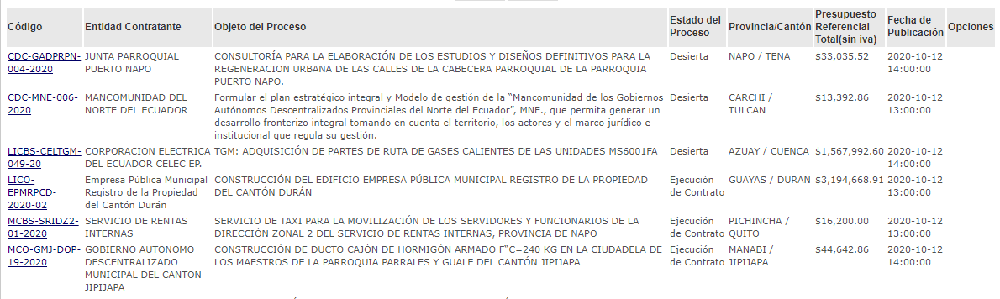 Código Entidad Contratante Objeto del Proceso Estado del Proceso Provincia/Cantón Presupuesto Referencial Total(sin iva) Fecha de Publicación Opciones
CDC-GADPRPN- JUNTA PARROQUIAL CONSULTORÍA PARA LA ELABORACIÓN DE LOS ESTUDIOS Y DISEÑOS DEFINITIVOS PARA LA Desierta NAPO / TENA $33,035.52 2020-10-12
004-2020 PUERTO NAPO REGENERACION URBANA DE LAS CALLES DE LA CABECERA PARROQUIAL DE LA PARROQUIA 14:00:00
PUERTO NAPO.
CDC-MNE-006- MANCOMUNIDAD DEL Formular el plan estratégico integral y Modelo de gestión de la “Mancomunidad de los Gobiernos Desierta CARCHI / $13,392.86 2020-10-12
2020 NORTE DEL ECUADOR Autónomos Descentralizados Provinciales del Norte del Ecuador”, MNE., que permita generar un TULCAN 13:00:00
desarrollo fronterizo integral tomando en cuenta el territorio, los actores y el marco jurídico e
institucional que regula su gestión.
LICBS-CELTGM- CORPORACION ELECTRICA TGM: ADQUISICIÓN DE PARTES DE RUTA DE GASES CALIENTES DE LAS UNIDADES MS6001FA Desierta AZUAY / CUENCA $1,567,992.60 2020-10-12
049-20 DEL ECUADOR CELEC EP. 14:00:00
LICO- Empresa Pública Municipal CONSTRUCCIÓN DEL EDIFICIO EMPRESA PÚBLICA MUNICIPAL REGISTRO DE LA PROPIEDAD Ejecución GUAYAS / DURAN $3,194,668.91 2020-10-12
EPMRPCD- Registro de la Propiedad DEL CANTÓN DURÁN de Contrato 13:00:00
2020-02 del Cantón Durán
MCBS-SRIDZ2- SERVICIO DE RENTAS SERVICIO DE TAXI PARA LA MOVILIZACIÓN DE LOS SERVIDORES Y FUNCIONARIOS DE LA Ejecución PICHINCHA / $16,200.00 2020-10-12
01-2020 INTERNAS DIRECCIÓN ZONAL 2 DEL SERVICIO DE RENTAS INTERNAS, PROVINCIA DE NAPO de Contrato QUITO 13:00:00
MCO-GMJ-DOP- GOBIERNO AUTONOMO CONSTRUCCIÓN DE DUCTO CAJÓN DE HORMIGÓN ARMADO F“C=240 KG EN LA CIUDADELA DE Ejecución MANABI / $44,642.86 2020-10-12
19-2020 DESCENTRALIZADO LOS MAESTROS DE LA PARROQUIA PARRALES Y GUALE DEL CANTÓN JIPIJAPA de Contrato JIPIJAPA 14:00:00
MUNICIPAL DEL CANTON
JIPIJAPA